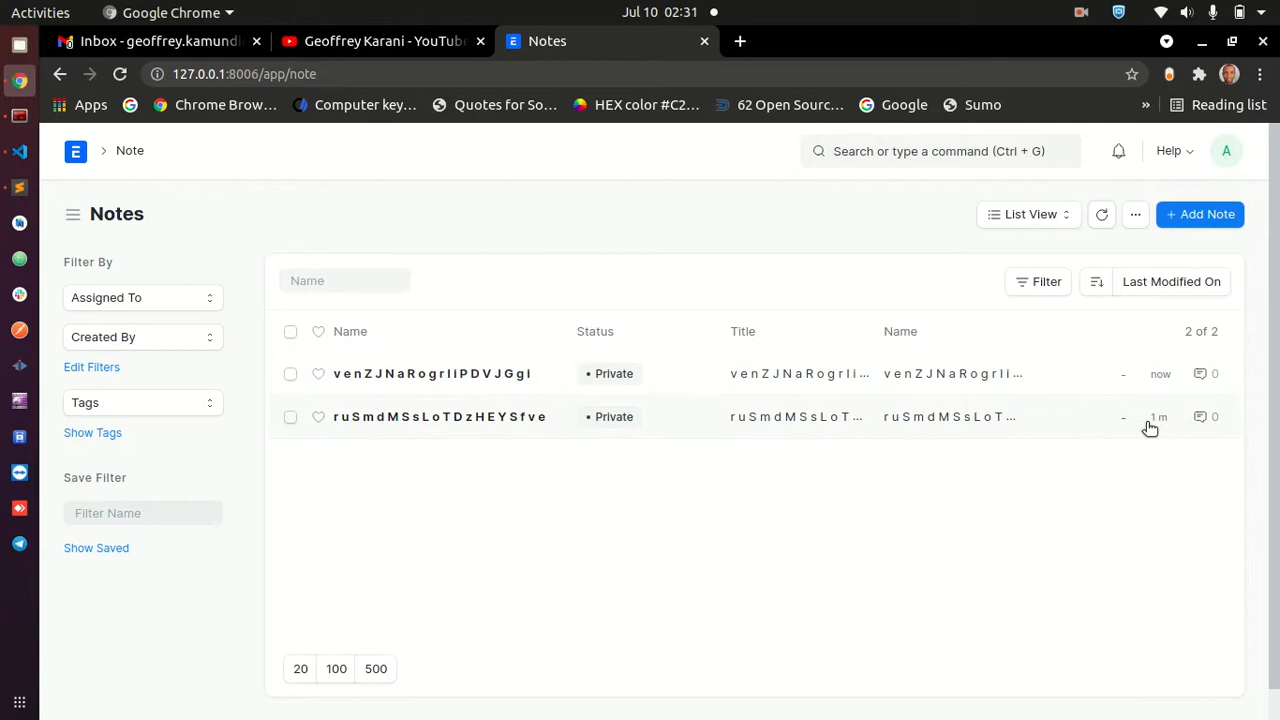 Activities Google Chrome Jul 10 02:31
Inbox - geoffrey.kamundi Geoffrey Karani - YouTube Notes
127.0.0.1:8006/app/note
Apps Chrome Brow... Computer key... Quotes for So... HEX color #C2... 62 Open Sourc... Google Sumo » Reading list
E Note Search or type a command (Ctrl + G) Help A
Notes List View ... + Add Note
Filter By
Name Filter Last Modified On
Assigned To
Name Status Title Name 2 of 2
Created By
Edit Filters
v e n Z J N a R o g r I i P D V J G g i • Private v e n Z J N a R o g r I i ... v e n Z J N a R o g r I i ... - now 0
Tags
r u S m d M S s L o T D z H E Y S f v e • Private r u S m d M S s L o T ... r u S m d M S s L o T ... - 1 m 0
Show Tags
Save Filter
Filter Name
Show Saved
20 100 500